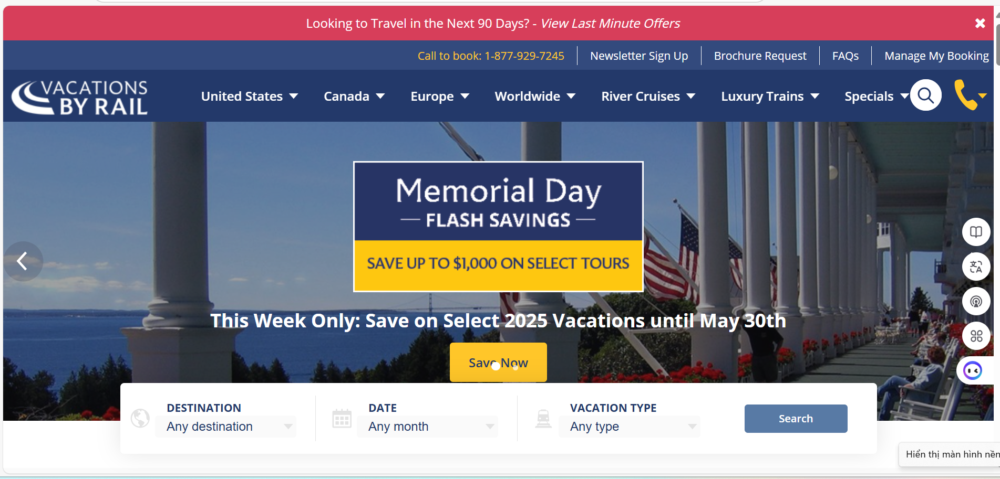 Looking to Travel in the Next 90 Days? - View Last Minute Offers
Call to book: 1-877-929-7245
Newsletter Sign Up
Brochure Request
FAQs
Manage My Booking
VACATIONS
BY RAIL
United States
Canada
Europe
Worldwide
River Cruises
Luxury Trains
Specials
Memorial Day
FLASH SAVINGS
SAVE UP TO $1,000 ON SELECT TOURS
This Week Only: Save on Select 2025 Vacations until May 30th
Save Now
DESTINATION
Any destination
DATE
Any month
VACATION TYPE
Any type
Search
Hiển thị màn hình nền